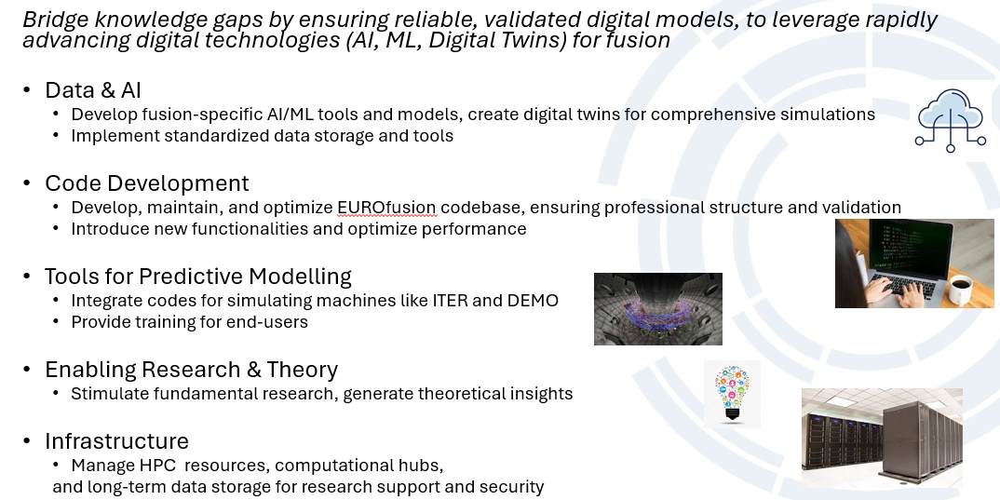 Bridge knowledge gaps by ensuring reliable, validated digital models, to leverage rapidly
advancing digital technologies (AI, ML, Digital Twins) for fusion
• Data & AI
• Develop fusion-specific AI/ML tools and models, create digital twins for comprehensive simulations
• Implement standardized data storage and tools
• Code Development
• Develop, maintain, and optimize EUROfusion codebase, ensuring professional structure and validation
• Introduce new functionalities and optimize performance
• Tools for Predictive Modelling
• Integrate codes for simulating machines like ITER and DEMO
• Provide training for end-users
• Enabling Research & Theory
• Stimulate fundamental research, generate theoretical insights
• Infrastructure
• Manage HPC  resources, computational hubs,
and long-term data storage for research support and security